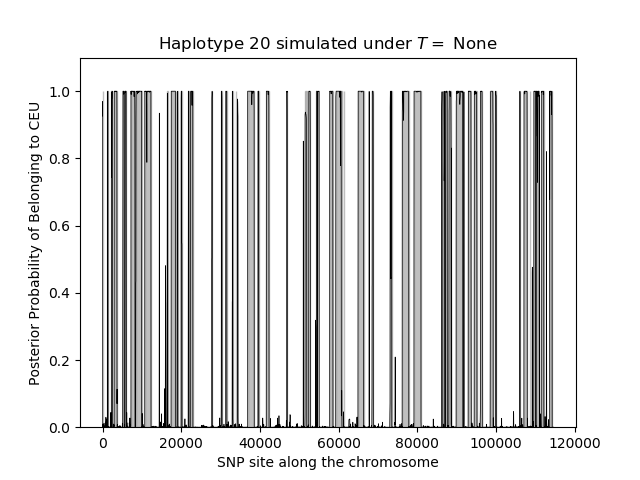 Haplotype 20 simulated under T = None
Posterior Probability of Belonging to CEU
1.0
0.8
0.6
0.4
0.2
0.0
0 20000 40000 60000 80000 100000 120000
SNP site along the chromosome